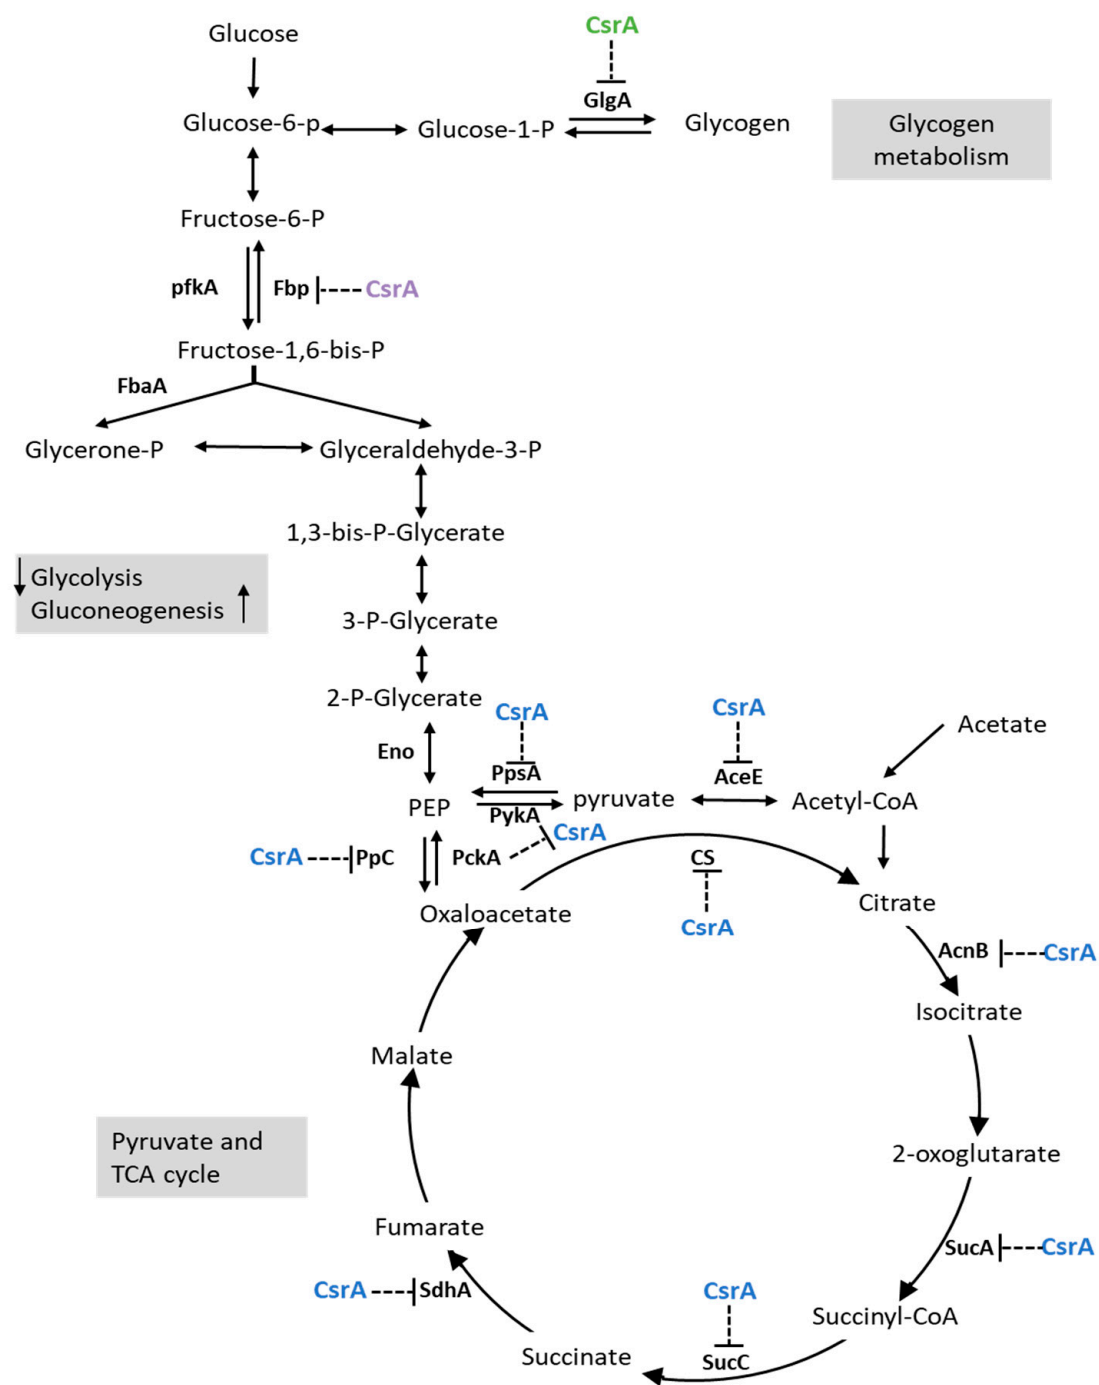 CsrA
Glucose
GlgA
Glucose-6-p
Glucose-1-P
Glycogen
Glycogen
metabolism
Fructose-6-P
pfkA
Fbp
CsrA
Fructose-1,6-bis-P
FbaA
Glycerone-P
Glyceraldehyde-3-P
1,3-bis-P-Glycerate
Glycolysis
Gluconeogenesis
3-P-Glycerate
2-P-Glycerate
CsrA
CsrA
Acetate
Eno
PpsA
AceE
PEP
pyruvate
Acetyl-CoA
PykA
CsrA
CsrA
PpC
PckA
CS
Oxaloacetate
Citrate
CsrA
AcnB
CsrA
Isocitrate
Malate
Pyruvate and
TCA cycle
2-oxoglutarate
Fumarate
SucA
CsrA
CsrA
SdhA
CsrA
Succinyl-CoA
Succinate
SucC